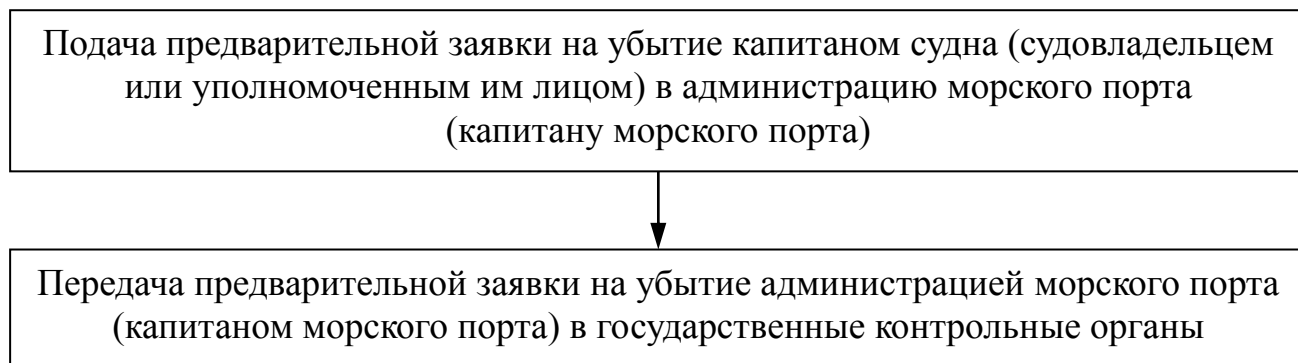 Подача предварительной заявки на убытие капитаном судна (судовладельцем
или уполномоченным им лицом) в администрацию морского порта
(капитану морского порта)
Передача предварительной заявки на убытие администрацией морского порта
(капитаном морского порта) в государственные контрольные органы